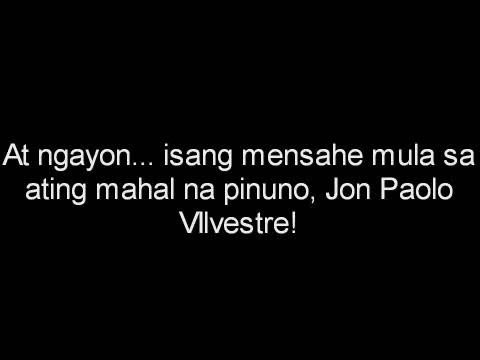 At ngayon... isang mensahe mula sa
ating mahal na pinuno, Jon Paolo
VIlvestre!